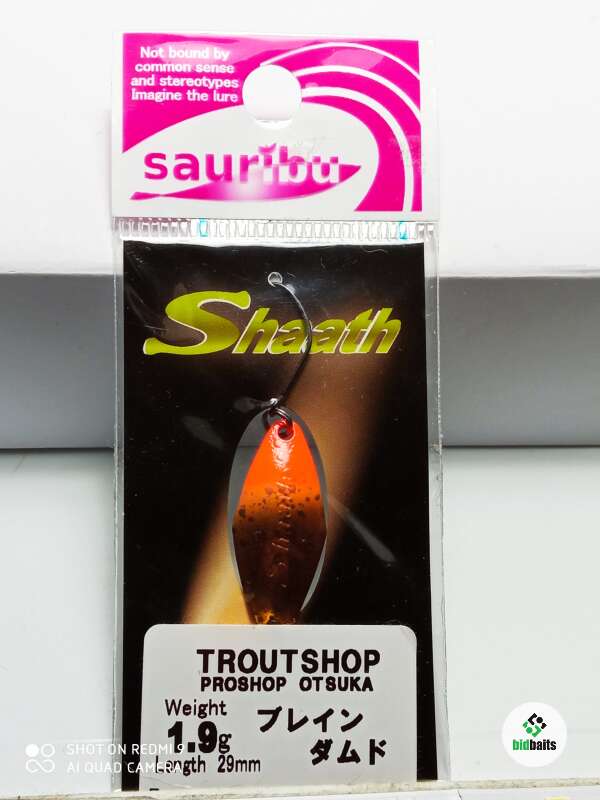 Not bound by
common sense
and stereotypes
Imagine the lure
sauribu
Shaath
Shaath
TROUTSHOP
PROSHOP OTSUKA
Weight
1.9g
ブレイン
ダムド
Length 29mm
SHOT ON REDMI 9
AI QUAD CAMERA
bidbaits